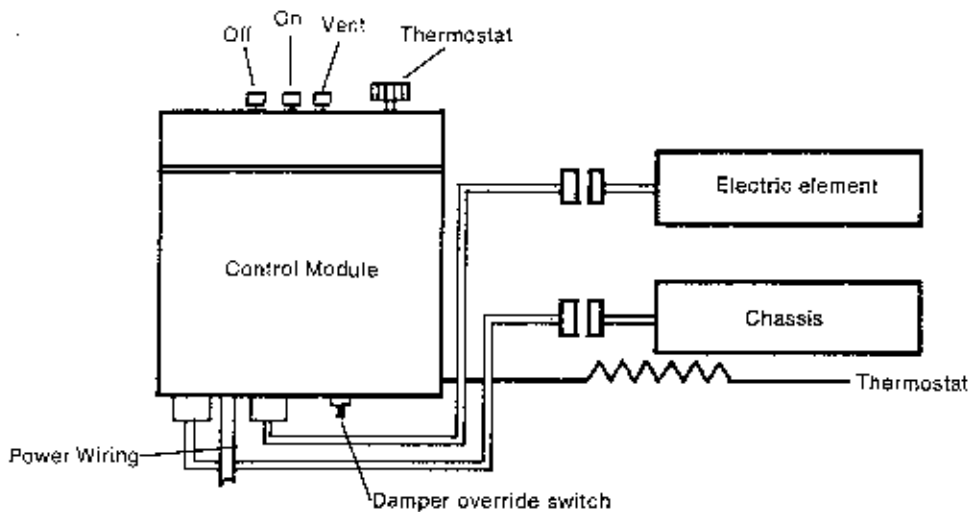 Off
On
Vent
Thermostat
Electric element
Control Module
Chassis
Thermostat
Power Wiring
Damper override switch